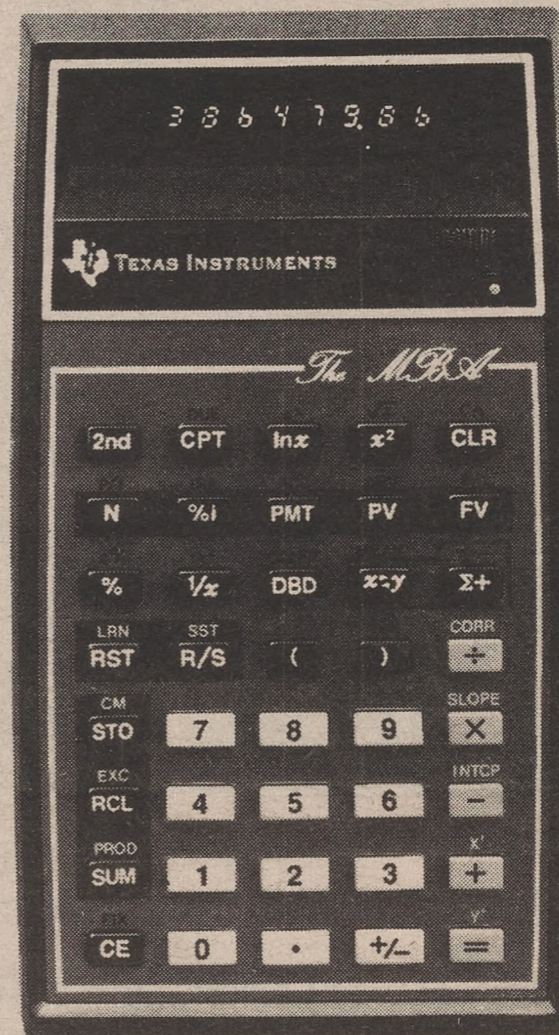 386479.86
TEXAS INSTRUMENTS
The MBA
2nd CPT lnx x² CLR
N %i PMT PV FV
% 1/x DBD x:y Σ+
LRN SST CORR
RST R/S ( ) ÷
CM SLOPE
STO 7 8 9 ×
EXC INTCP
RCL 4 5 6 −
PROD x'
SUM 1 2 3 +
FIX y'
CE 0 . +/− =